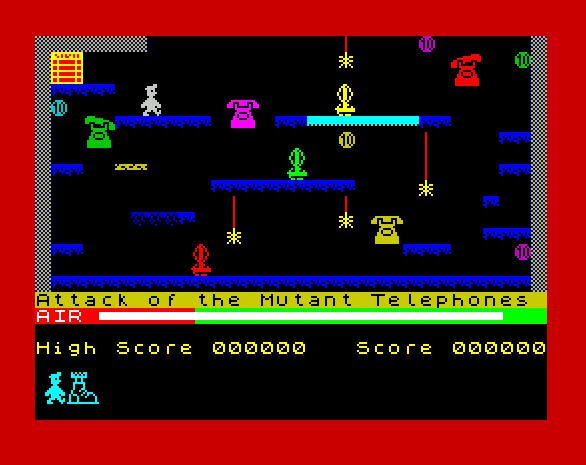 Attack of the Mutant Telephones
AIR
High Score 000000 Score 000000